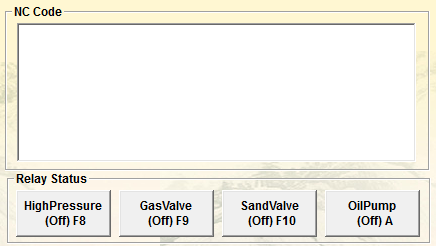 NC Code
Relay Status
HighPressure
(Off) F8
GasValve
(Off) F9
SandValve
(Off) F10
OilPump
(Off) A